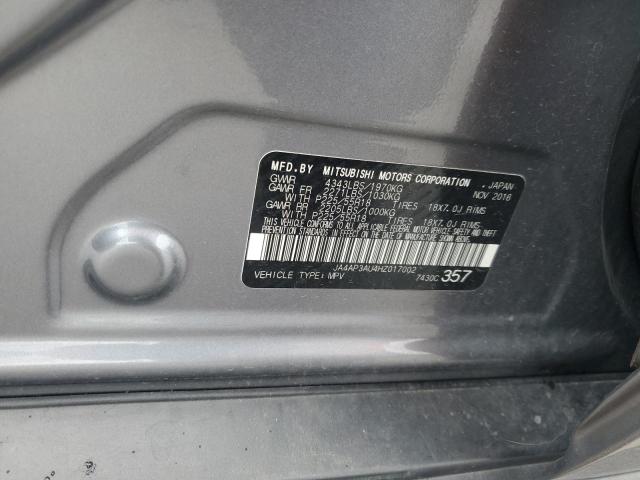 MFD.BY MITSUBISHI MOTORS CORPORATION , JAPAN
GWVR 4343LBS/1970KG NOV 2016
GAWR FR 2271LBS/1030KG
WITH P225/55R18 TIRES 18X7.0J RIMS
GAWR RR 2205LBS/1000KG
WITH P225/55R18 TIRES 18X7.0J RIMS
THIS VEHICLE CONFORMS TO ALL APPLICABLE
FEDERAL MOTOR VEHICLE SAFETY AND THEFT
PREVENTION STANDARDS IN EFFECT ON THE DATE
OF MANUFACTURE SHOWN ABOVE.
JA4AP3AU4HZ017002
VEHICLE TYPE:MPV 7430C 357